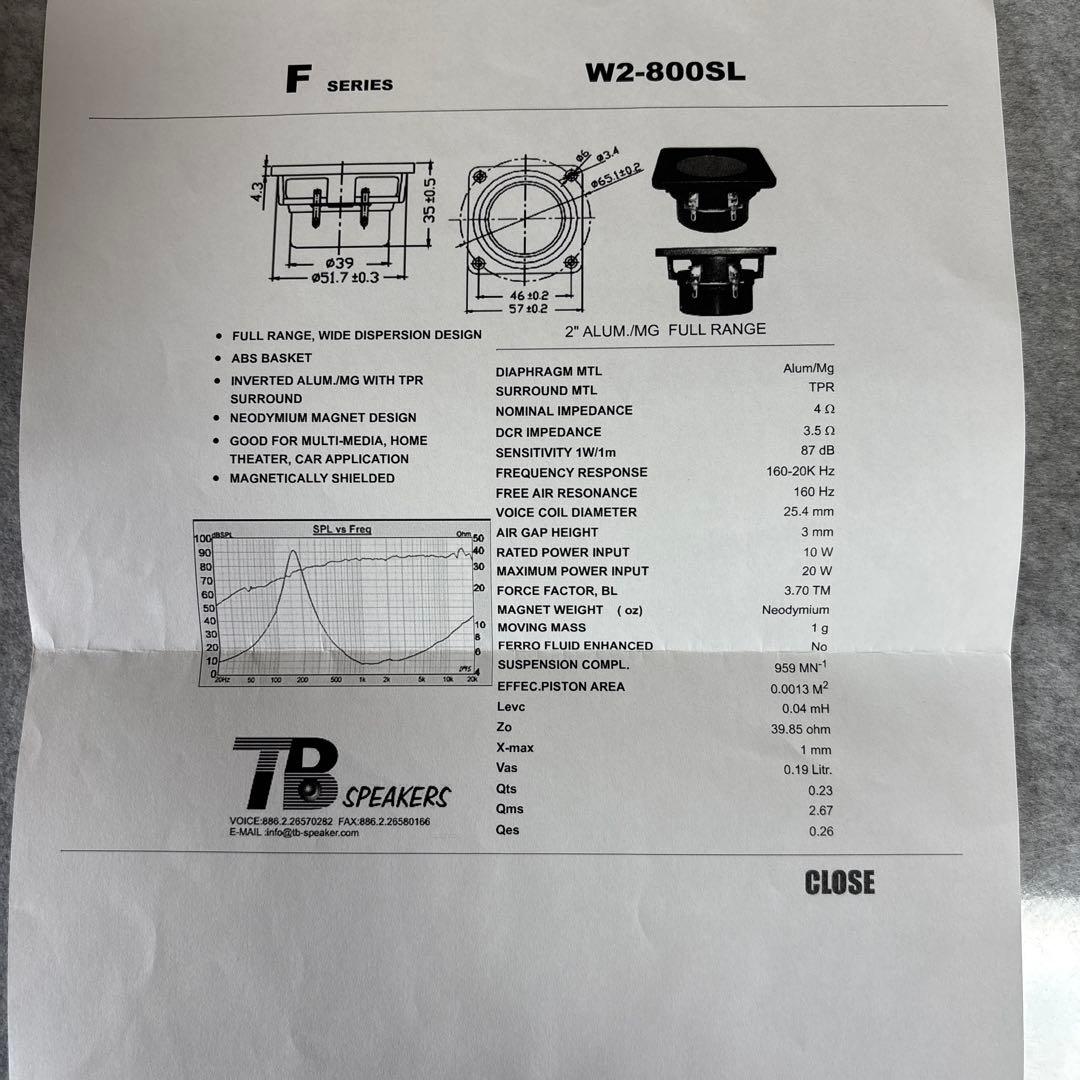 F SERIES
W2-800SL
4.3
35 ±0.5
ø39
ø51.7 ±0.3
ø6
ø3.4
ø65.1±0.2
46 ±0.2
57 ±0.2
• FULL RANGE, WIDE DISPERSION DESIGN
• ABS BASKET
• INVERTED ALUM./MG WITH TPR
SURROUND
• NEODYMIUM MAGNET DESIGN
• GOOD FOR MULTI-MEDIA, HOME
THEATER, CAR APPLICATION
• MAGNETICALLY SHIELDED
2" ALUM./MG FULL RANGE
DIAPHRAGM MTL Alum/Mg
SURROUND MTL TPR
NOMINAL IMPEDANCE 4 Ω
DCR IMPEDANCE 3.5 Ω
SENSITIVITY 1W/1m 87 dB
FREQUENCY RESPONSE 160-20K Hz
FREE AIR RESONANCE 160 Hz
VOICE COIL DIAMETER 25.4 mm
AIR GAP HEIGHT 3 mm
RATED POWER INPUT 10 W
MAXIMUM POWER INPUT 20 W
FORCE FACTOR, BL 3.70 TM
MAGNET WEIGHT ( oz) Neodymium
MOVING MASS 1 g
FERRO FLUID ENHANCED No
SUSPENSION COMPL. 959 MN-1
EFFEC.PISTON AREA 0.0013 M2
Levc 0.04 mH
Zo 39.85 ohm
X-max 1 mm
Vas 0.19 Litr.
Qts 0.23
Qms 2.67
Qes 0.26
SPL vs Freq
dBSPL
Ohm
100 50
90 40
80 30
70
60 20
50
40 10
30 8
20 6
10
0 4
20Hz 50 100 200 500 1k 2k 5k 10k 20K
TB SPEAKERS
VOICE:886.2.26570282 FAX:886.2.26580166
E-MAIL :info@tb-speaker.com
CLOSE